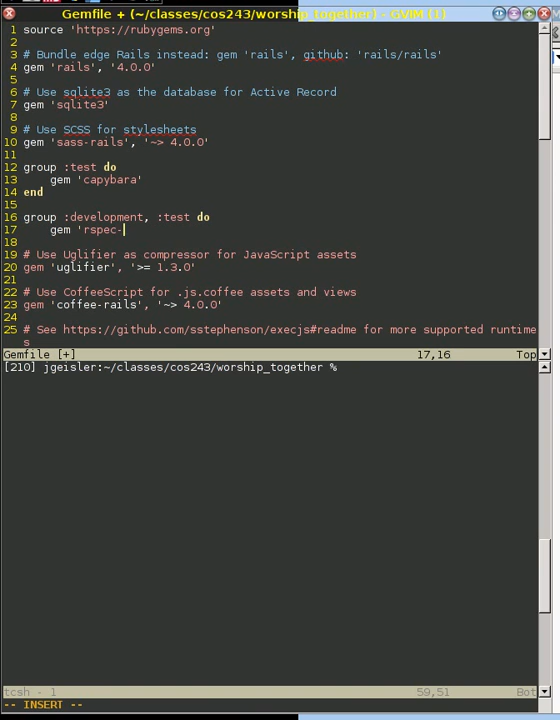 Gemfile + (~/classes/cos243/worship_together) - GVIM (1)
1 source 'https://rubygems.org'
2
3 # Bundle edge Rails instead: gem 'rails', github: 'rails/rails'
4 gem 'rails', '4.0.0'
5
6 # Use sqlite3 as the database for Active Record
7 gem 'sqlite3'
8
9 # Use SCSS for stylesheets
10 gem 'sass-rails', '~> 4.0.0'
11
12 group :test do
13 gem 'capybara'
14 end
15
16 group :development, :test do
17 gem 'rspec-
18
19 # Use Uglifier as compressor for JavaScript assets
20 gem 'uglifier', '>= 1.3.0'
21
22 # Use CoffeeScript for .js.coffee assets and views
23 gem 'coffee-rails', '~> 4.0.0'
24
25 # See https://github.com/sstephenson/execjs#readme for more supported runtime
s
Gemfile [+] 17,16 Top
[210] jgeisler:~/classes/cos243/worship_together %
tcsh - 1 59,51 Bot
-- INSERT --